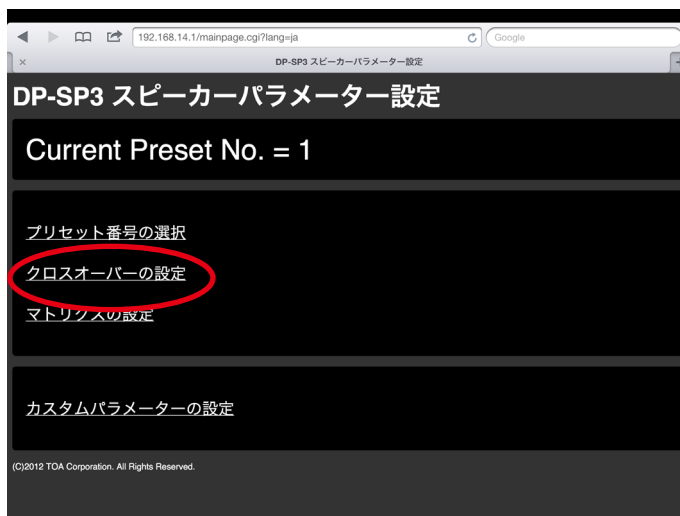 192.168.14.1/mainpage.cgi?lang=ja
Google
DP-SP3 スピーカーパラメーター設定
DP-SP3 スピーカーパラメーター設定
Current Preset No. = 1
プリセット番号の選択
クロスオーバーの設定
マトリクスの設定
カスタムパラメーターの設定
(C)2012 TOA Corporation. All Rights Reserved.